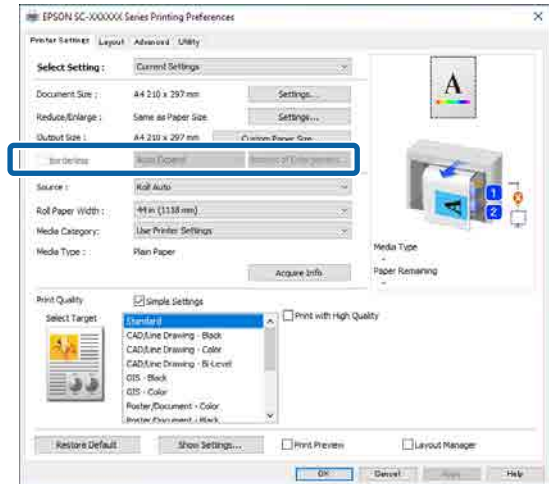 EPSON SC-XXXXXX Series Printing Preferences
Printer Settings Layout Advanced Utility
Select Setting : Current Settings
Document Size : A4 210 x 297 mm Settings...
Reduce/Enlarge : Same as Paper Size Settings...
Output Size : A4 210 x 297 mm Custom Paper Size...
Borderless Auto Expand Amount of Enlargement...
Source : Roll Auto
Roll Paper Width : 44 in (1118 mm)
Media Category: Use Printer Settings
Media Type : Plain Paper
Acquire Info
A
A
1
2
Media Type
-
Paper Remaining
-
Print Quality Simple Settings
Select Target
Standard
CAD/Line Drawing - Black
CAD/Line Drawing - Color
CAD/Line Drawing - Bi-Level
GIS - Black
GIS - Color
Poster/Document - Color
Poster/Document - Black
Print with High Quality
Restore Default Show Settings... Print Preview Layout Manager
OK Cancel Apply Help